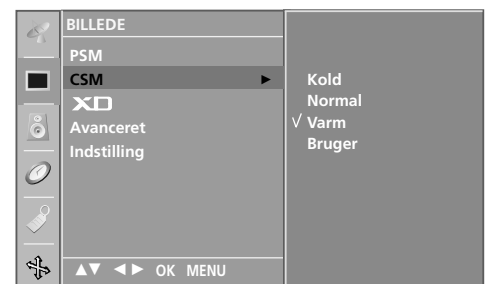 BILLEDE
PSM
CSM ►
XD
Avanceret
Indstilling
▲▼ ◄► OK MENU
Kold
Normal
√ Varm
Bruger